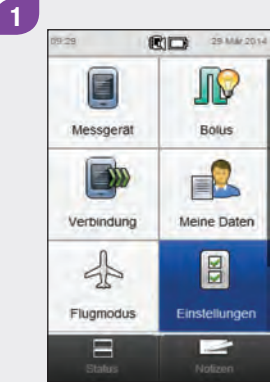 1
09:29 29 Mär 2014
Messgerät Bolus
Verbindung Meine Daten
Flugmodus Einstellungen
Status Notizen